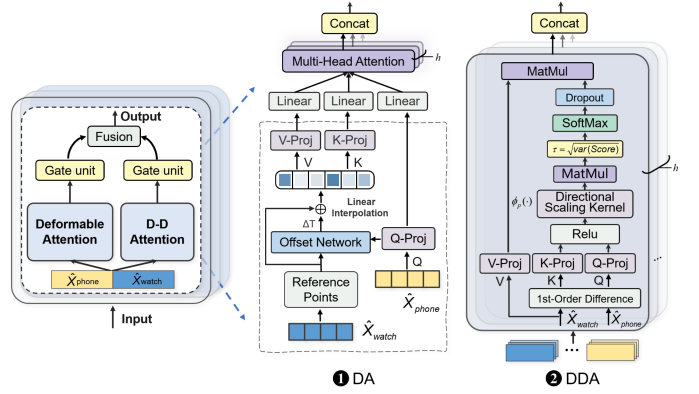 Output
Fusion
Gate unit
Gate unit
Deformable
Attention
D-D
Attention
X̂phone
X̂watch
Input
Concat
Multi-Head Attention
h
Linear
Linear
Linear
V-Proj
K-Proj
V
K
Linear
Interpolation
ΔT
Offset Network
Q-Proj
Q
Reference
Points
X̂phone
X̂watch
❶ DA
Concat
MatMul
Dropout
SoftMax
τ = √var(Score)
h
MatMul
ϕp(·)
Directional
Scaling Kernel
Relu
V-Proj
K-Proj
Q-Proj
V
K
Q
...
1st-Order Difference
X̂watch
X̂phone
...
❷ DDA